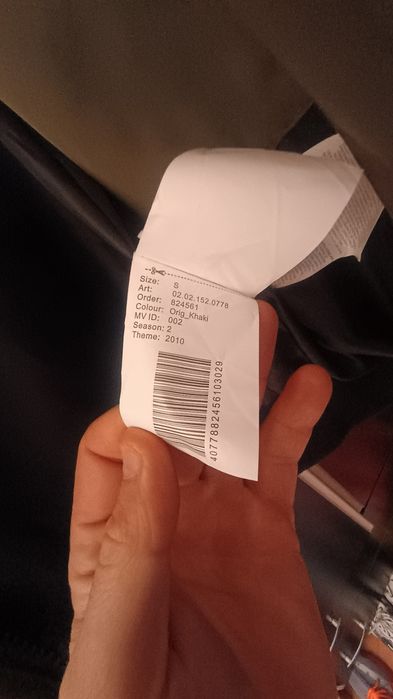 Size: S
Art: 02.02.152.0778
Order: 824561
Colour: Orig_Khaki
MV ID: 002
Season: 2
Theme: 2010
4077882456103029